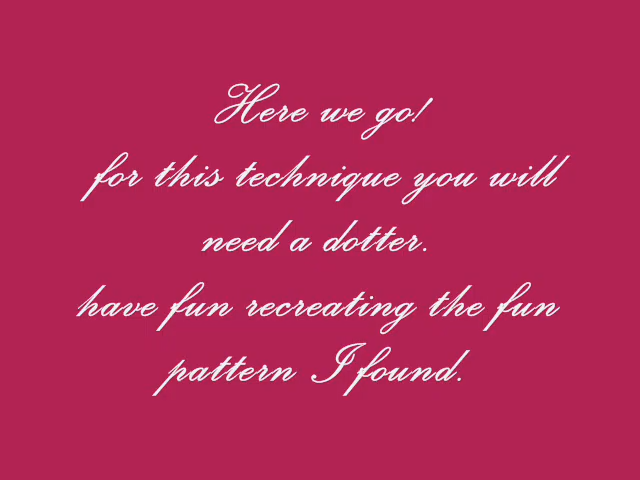 Here we go!
for this technique you will
need a dotter.
have fun recreating the fun
pattern I found.